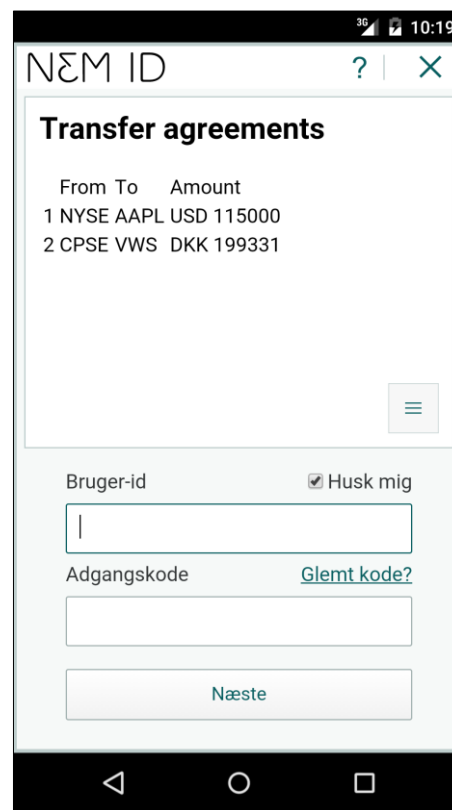 3G 10:19
NEM ID ? ×
Transfer agreements
From To Amount
1 NYSE AAPL USD 115000
2 CPSE VWS DKK 199331
Bruger-id Husk mig
Adgangskode Glemt kode?
Næste